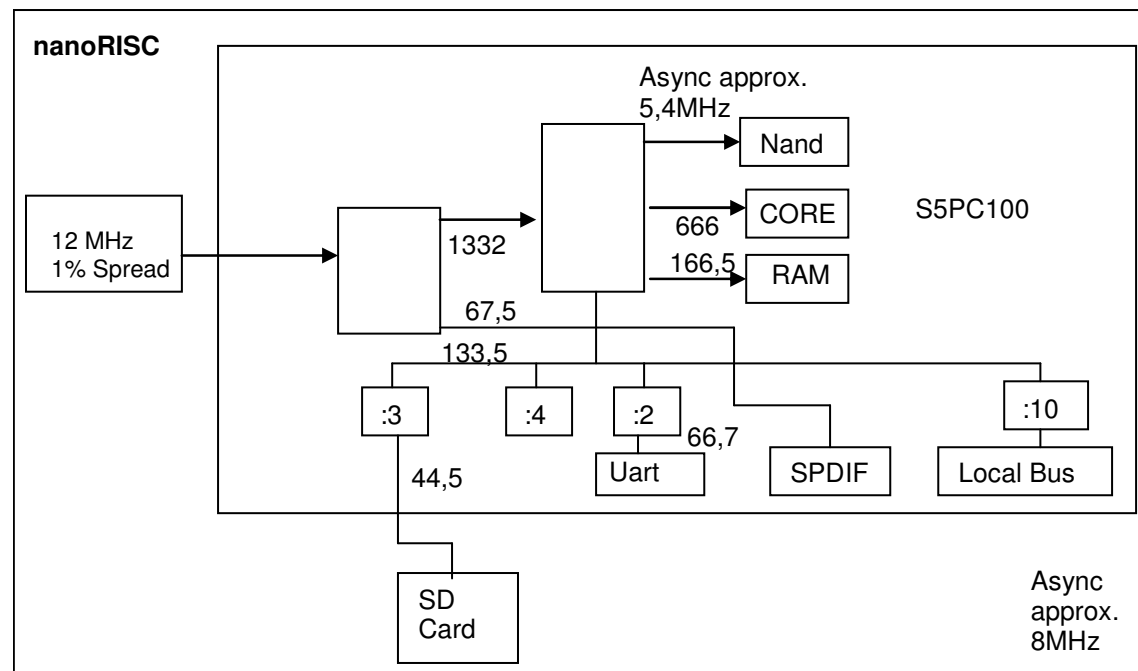 nanoRISC
Async approx.
5,4MHz
Nand
CORE
S5PC100
12 MHz
1% Spread
1332
666
166,5
RAM
67,5
133,5
:3
:4
:2
:10
66,7
44,5
Uart
SPDIF
Local Bus
SD
Card
Async
approx.
8MHz